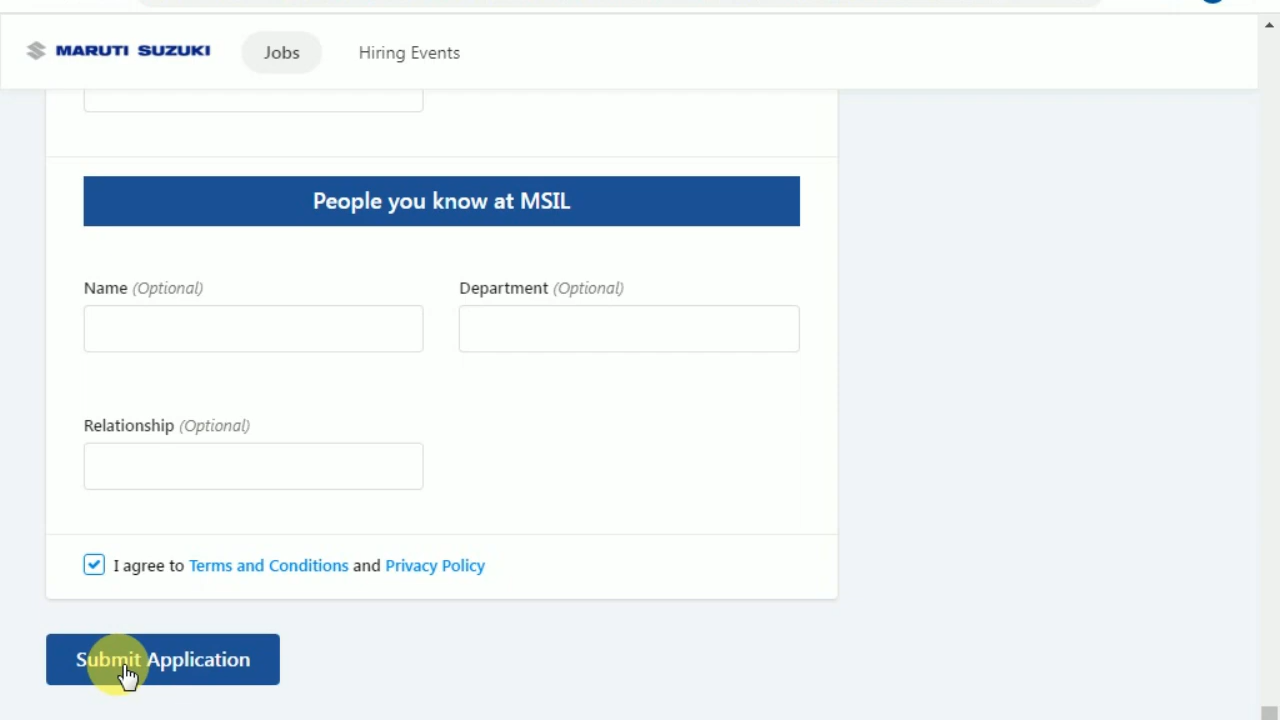 MARUTI SUZUKI Jobs Hiring Events
People you know at MSIL
Name (Optional) Department (Optional)
Relationship (Optional)
I agree to Terms and Conditions and Privacy Policy
Submit Application